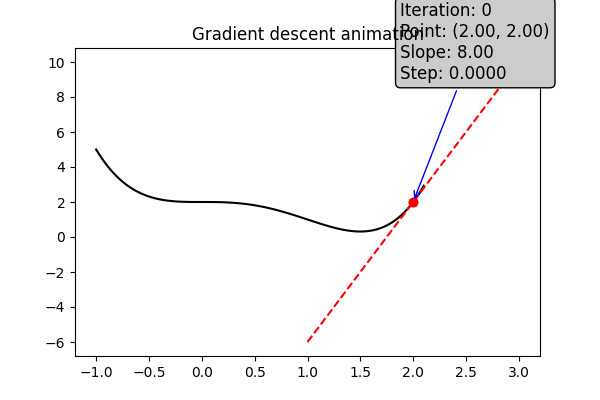 Gradient descent animation
Iteration: 0
Point: (2.00, 2.00)
Slope: 8.00
Step: 0.0000
10
8
6
4
2
0
−2
−4
−6
−1.0 −0.5 0.0 0.5 1.0 1.5 2.0 2.5 3.0